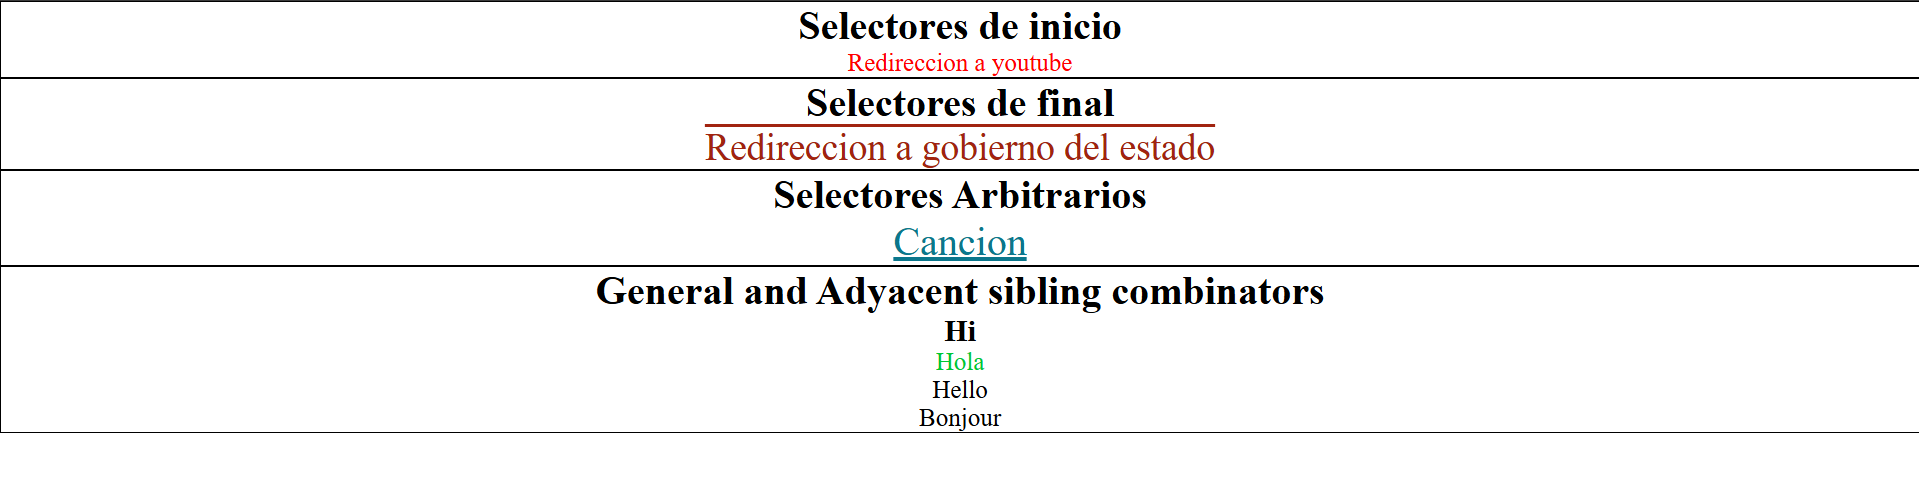 Selectores de inicio
Redireccion a youtube
Selectores de final
Redireccion a gobierno del estado
Selectores Arbitrarios
Cancion
General and Adyacent sibling combinators
Hi
Hola
Hello
Bonjour